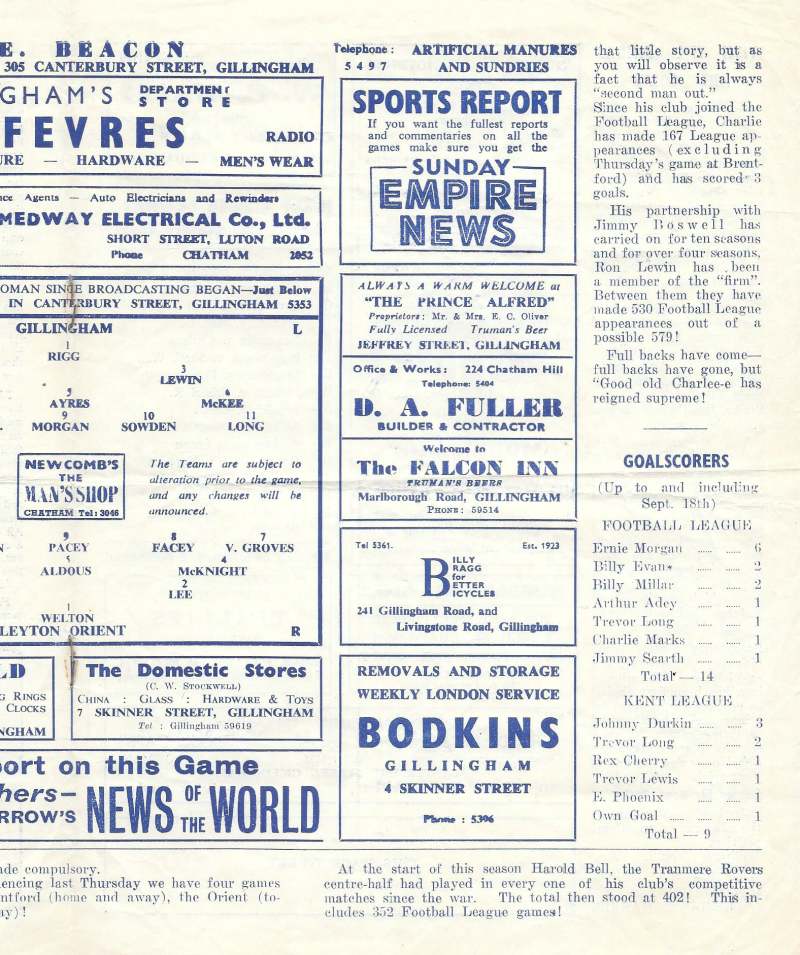 E. BEACON
305 CANTERBURY STREET, GILLINGHAM
GHAM'S DEPARTMENT
STORE
FEVRES RADIO
URE — HARDWARE — MEN'S WEAR
nce Agents — Auto Electricians and Rewinders
MEDWAY ELECTRICAL Co., Ltd.
SHORT STREET, LUTON ROAD
Phone CHATHAM 2052
OMAN SINCE BROADCASTING BEGAN—Just Below
IN CANTERBURY STREET, GILLINGHAM 5353
GILLINGHAM L
1
RIGG
3
LEWIN
5 6
AYRES McKEE
9 10 11
MORGAN SOWDEN LONG
NEWCOMB'S
THE
MAN'S SHOP
CHATHAM Tel: 3046
The Teams are subject to
alteration prior to the game,
and any changes will be
announced.
9 8 7
N PACEY FACEY V. GROVES
5 4
ALDOUS McKNIGHT
2
LEE
1
WELTON
LEYTON ORIENT R
LD
G RINGS
CLOCKS
NGHAM
The Domestic Stores
(C. W. STOCKWELL)
CHINA : GLASS : HARDWARE & TOYS
7 SKINNER STREET, GILLINGHAM
Tel : Gillingham 59619
port on this Game
hers—
RROW'S NEWS OF THE WORLD
Telephone : ARTIFICIAL MANURES
5497 AND SUNDRIES
SPORTS REPORT
If you want the fullest reports
and commentaries on all the
games make sure you get the
SUNDAY
EMPIRE
NEWS
ALWAYS A WARM WELCOME at
"THE PRINCE ALFRED"
Proprietors: Mr. & Mrs. E. C. Oliver
Fully Licensed Truman's Beer
JEFFREY STREET, GILLINGHAM
Office & Works: 224 Chatham Hill
Telephone: 5404
D. A. FULLER
BUILDER & CONTRACTOR
Welcome to
The FALCON INN
TRUMAN'S BEERS
Marlborough Road, GILLINGHAM
PHONE: 59514
Tel 5361. Est. 1923
BILLY
RAGG
for
BETTER
BICYCLES
241 Gillingham Road, and
Livingstone Road, Gillingham
REMOVALS AND STORAGE
WEEKLY LONDON SERVICE
BODKINS
GILLINGHAM
4 SKINNER STREET
Phone : 5396
that little story, but as
you will observe it is a
fact that he is always
"second man out."
Since his club joined the
Football League, Charlie
has made 167 League ap-
pearances (excluding
Thursday's game at Brent-
ford) and has scored 3
goals.
His partnership with
Jimmy Boswell has
carried on for ten seasons
and for over four seasons,
Ron Lewin has been
a member of the "firm".
Between them they have
made 530 Football League
appearances out of a
possible 579!
Full backs have come—
full backs have gone, but
"Good old Charlee-e has
reigned supreme!
GOALSCORERS
(Up to and including
Sept. 18th)
FOOTBALL LEAGUE
Ernie Morgan ...... ...... 6
Billy Evans ...... ...... 2
Billy Millar ...... ...... 2
Arthur Adey ...... ...... 1
Trevor Long ...... ...... 1
Charlie Marks ...... ...... 1
Jimmy Scarth ...... ...... 1
Total — 14
KENT LEAGUE
Johnny Durkin ...... ...... 3
Trevor Long ...... ...... 2
Rex Cherry ...... ...... 1
Trevor Lewis ...... ...... 1
E. Phoenix ...... ...... 1
Own Goal ...... ...... 1
Total — 9
ade compulsory.
encing last Thursday we have four games
ntford (home and away), the Orient (to-
ay)!
At the start of this season Harold Bell, the Tranmere Rovers
centre-half had played in every one of his club's competitive
matches since the war. The total then stood at 402! This in-
cludes 352 Football League games!